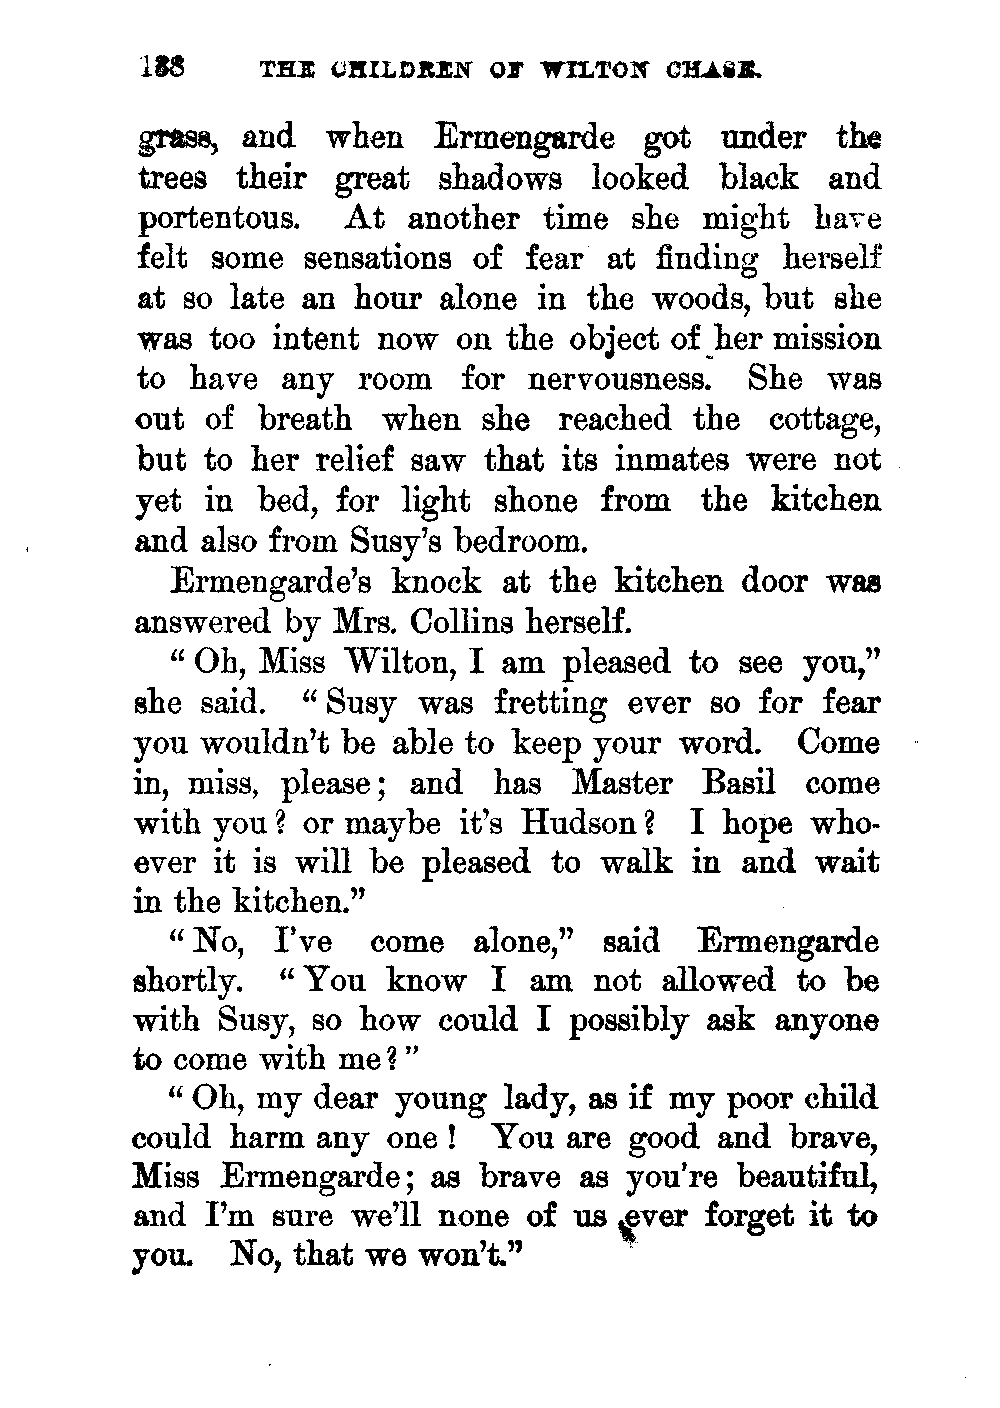 188 THE CHILDREN OF WILTON CHASE.
grass, and when Ermengarde got under the
trees their great shadows looked black and
portentous. At another time she might have
felt some sensations of fear at finding herself
at so late an hour alone in the woods, but she
was too intent now on the object of her mission
to have any room for nervousness. She was
out of breath when she reached the cottage,
but to her relief saw that its inmates were not
yet in bed, for light shone from the kitchen
and also from Susy's bedroom.
Ermengarde's knock at the kitchen door was
answered by Mrs. Collins herself.
“Oh, Miss Wilton, I am pleased to see you,”
she said. “Susy was fretting ever so for fear
you wouldn't be able to keep your word. Come
in, miss, please; and has Master Basil come
with you? or maybe it's Hudson? I hope who-
ever it is will be pleased to walk in and wait
in the kitchen.”
“No, I've come alone,” said Ermengarde
shortly. “You know I am not allowed to be
with Susy, so how could I possibly ask anyone
to come with me?”
“Oh, my dear young lady, as if my poor child
could harm any one! You are good and brave,
Miss Ermengarde; as brave as you're beautiful,
and I'm sure we'll none of us ever forget it to
you. No, that we won't.”